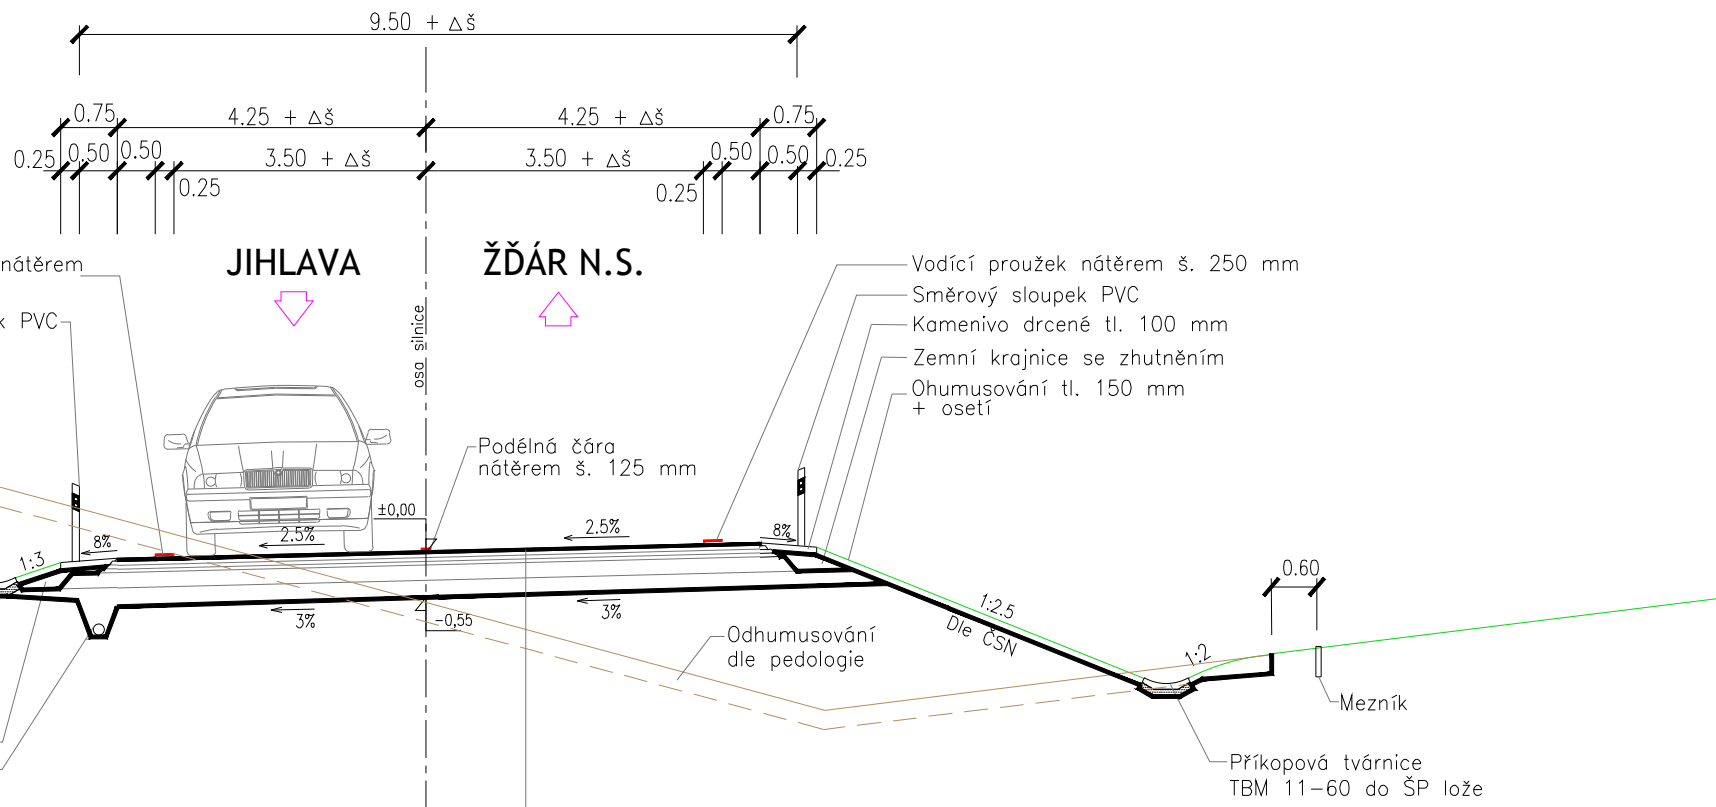 9.50 + Δš
0.75 4.25 + Δš 4.25 + Δš 0.75
0.25 0.50 0.50 3.50 + Δš 3.50 + Δš 0.50 0.50 0.25
0.25 0.25
JIHLAVA ŽĎÁR N.S.
nátěrem
PVC
osa silnice
Vodící proužek nátěrem š. 250 mm
Směrový sloupek PVC
Kamenivo drcené tl. 100 mm
Zemní krajnice se zhutněním
Ohumusování tl. 150 mm
+ osetí
Podélná čára
nátěrem š. 125 mm
±0,00
1:3 8% 2.5% 2.5% 8%
3% -0,55 3%
1:2.5
Dle ČSN
Odhumusování
dle pedologie
1:2
0.60
Mezník
Příkopová tvárnice
TBM 11-60 do ŠP lože